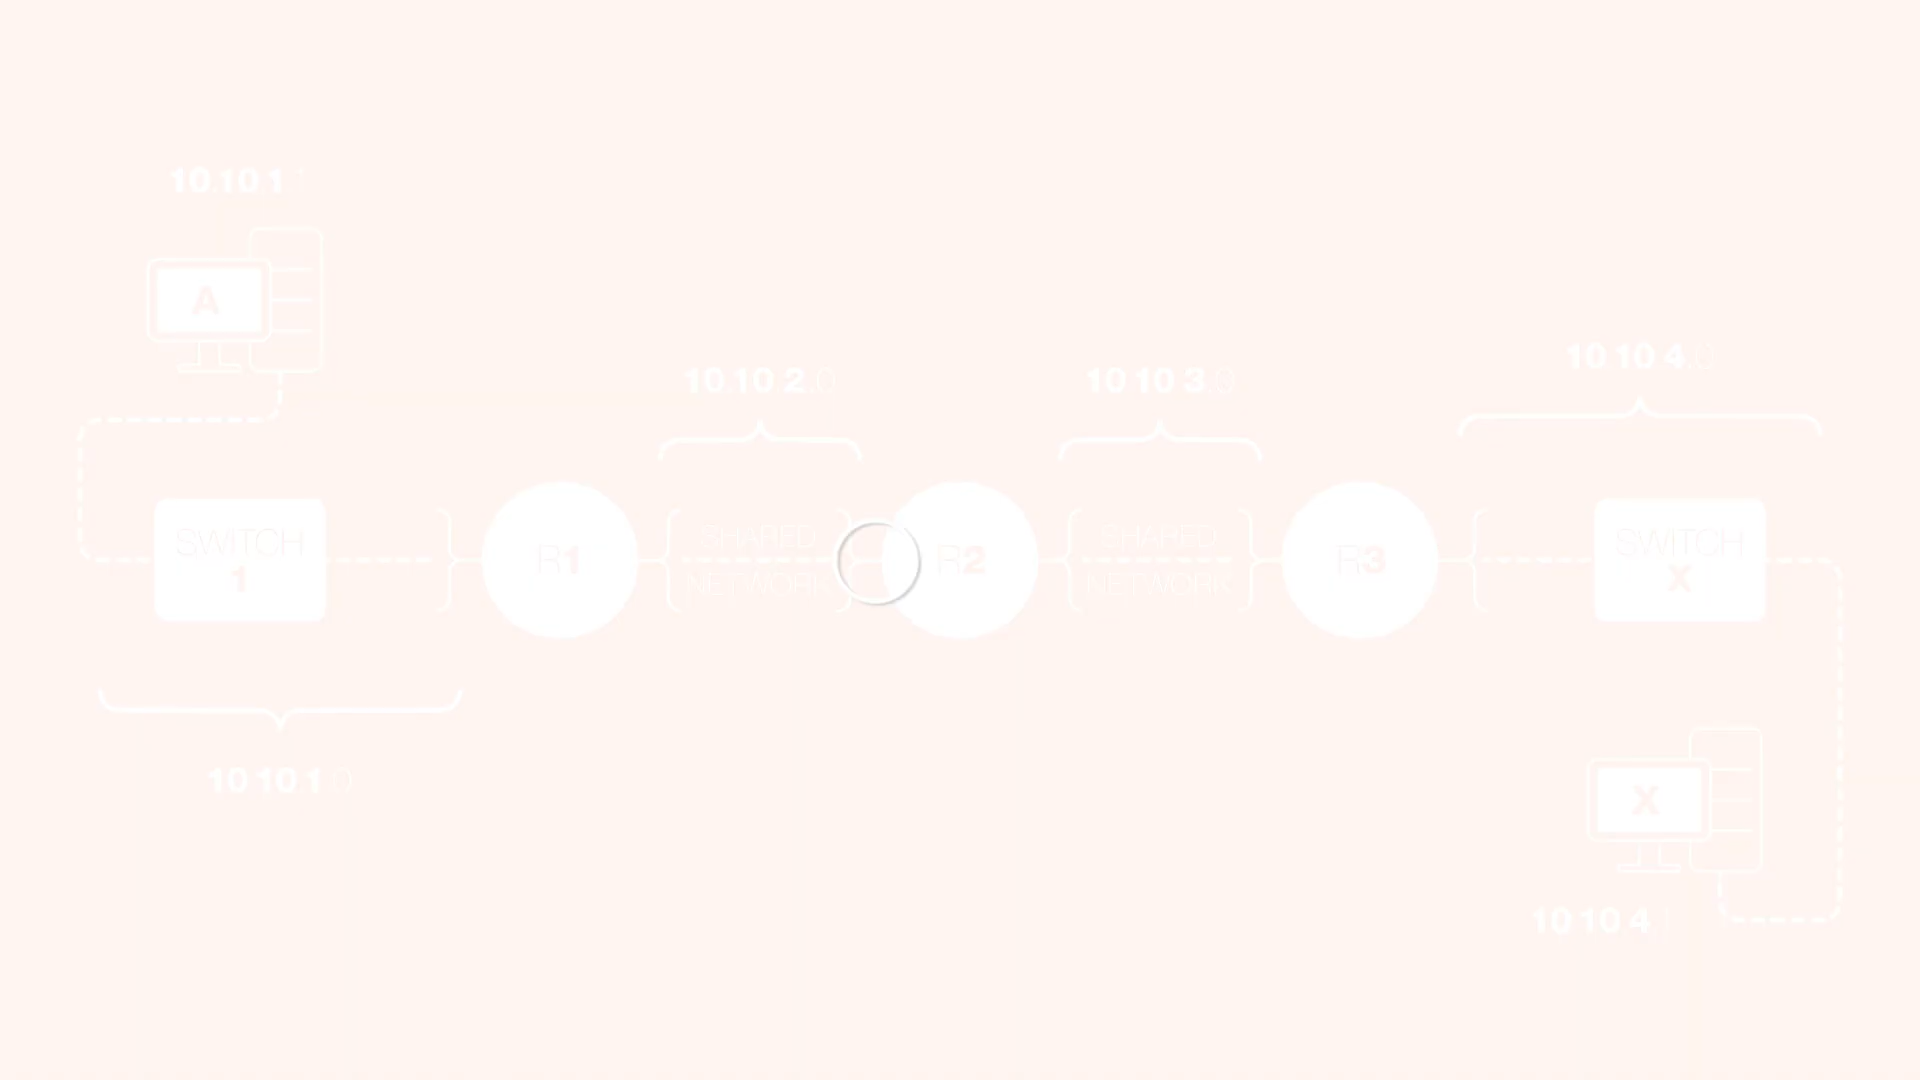 10.10.1
A
10.10.2.0
10.10.3.0
10.10.4.0
SWITCH
1
R1
SHARED
NETWORK
R2
SHARED
NETWORK
R3
SWITCH
X
10.10.1.0
X
10.10.4